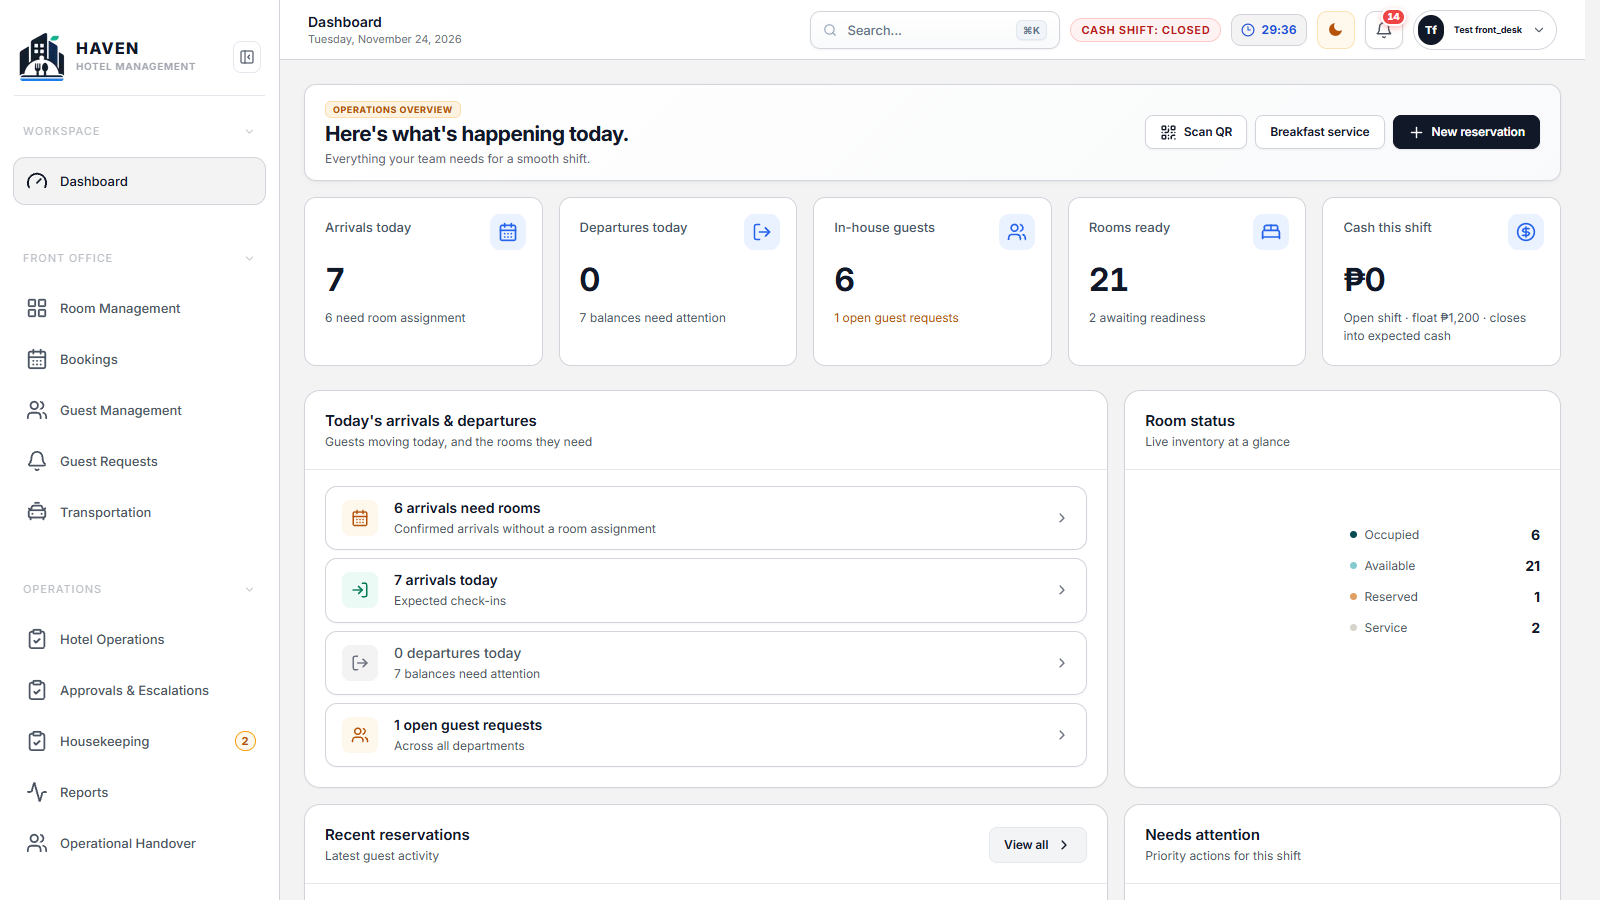 HAVEN
HOTEL MANAGEMENT
WORKSPACE
Dashboard
FRONT OFFICE
Room Management
Bookings
Guest Management
Guest Requests
Transportation
OPERATIONS
Hotel Operations
Approvals & Escalations
Housekeeping
2
Reports
Operational Handover
Dashboard
Tuesday, November 24, 2026
Search...
⌘K
CASH SHIFT: CLOSED
29:36
14
Tf
Test front_desk
OPERATIONS OVERVIEW
Here's what's happening today.
Everything your team needs for a smooth shift.
Scan QR
Breakfast service
New reservation
Arrivals today
7
6 need room assignment
Departures today
0
7 balances need attention
In-house guests
6
1 open guest requests
Rooms ready
21
2 awaiting readiness
Cash this shift
₱0
Open shift · float ₱1,200 · closes
into expected cash
Today's arrivals & departures
Guests moving today, and the rooms they need
6 arrivals need rooms
Confirmed arrivals without a room assignment
7 arrivals today
Expected check-ins
0 departures today
7 balances need attention
1 open guest requests
Across all departments
Room status
Live inventory at a glance
Occupied 6
Available 21
Reserved 1
Service 2
Recent reservations
Latest guest activity
View all
Needs attention
Priority actions for this shift